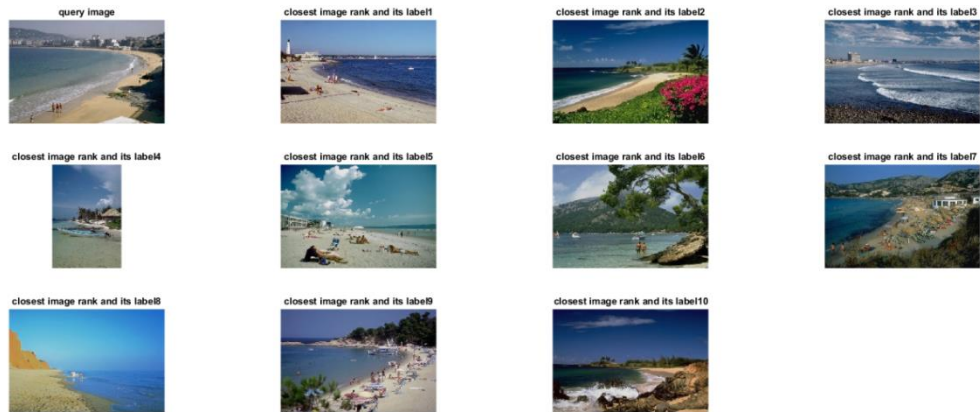 query image
closest image rank and its label1
closest image rank and its label2
closest image rank and its label3
closest image rank and its label4
closest image rank and its label5
closest image rank and its label6
closest image rank and its label7
closest image rank and its label8
closest image rank and its label9
closest image rank and its label10